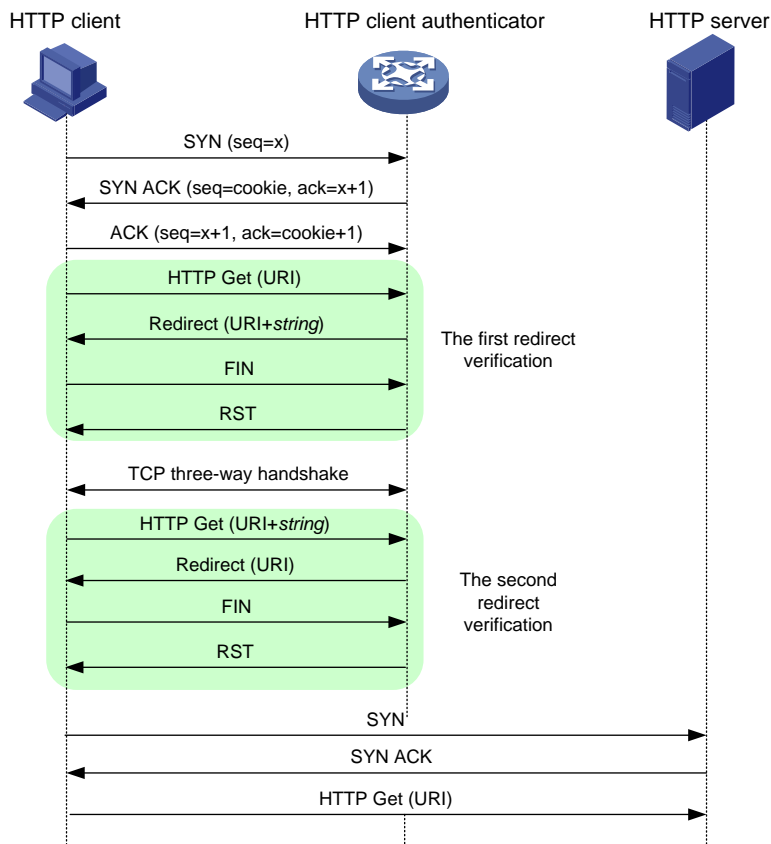 HTTP client
HTTP client authenticator
HTTP server
SYN (seq=x)
SYN ACK (seq=cookie, ack=x+1)
ACK (seq=x+1, ack=cookie+1)
HTTP Get (URI)
Redirect (URI+string)
The first redirect
verification
FIN
RST
TCP three-way handshake
HTTP Get (URI+string)
Redirect (URI)
The second
redirect
verification
FIN
RST
SYN
SYN ACK
HTTP Get (URI)